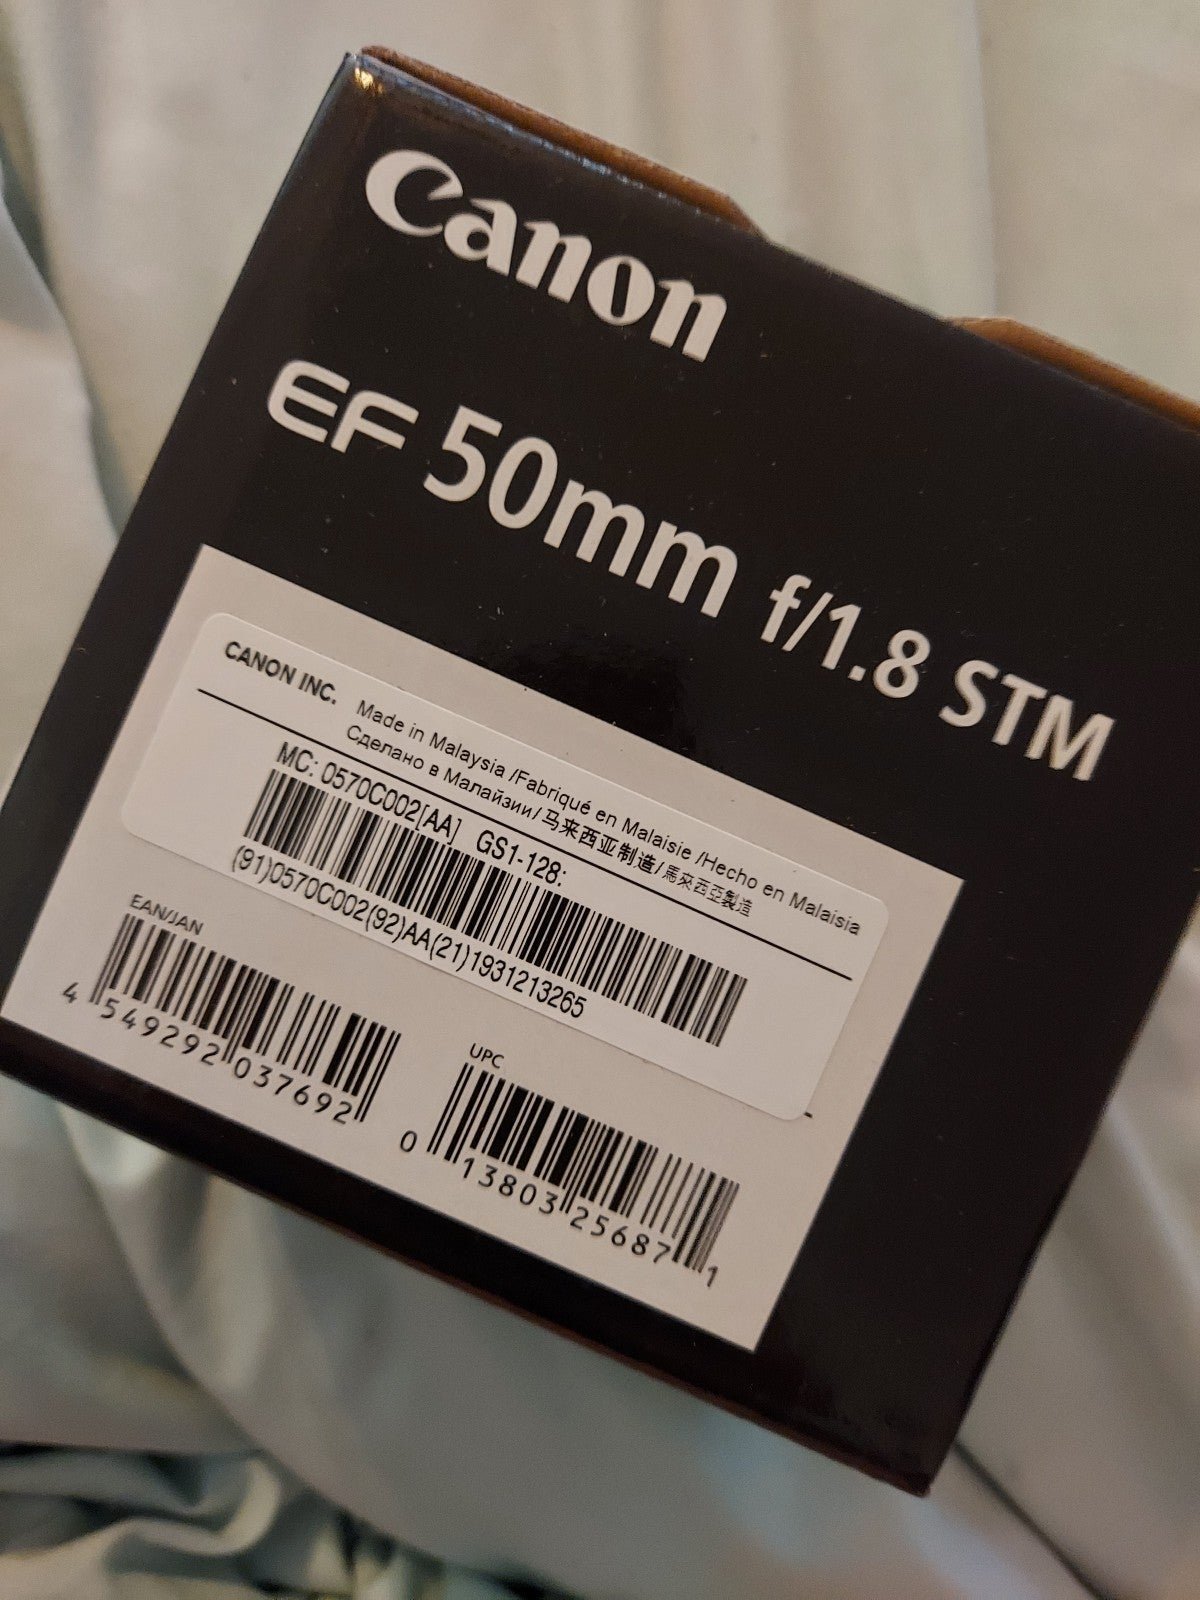 Canon
EF 50mm f/1.8 STM
CANON INC.
Made in Malaysia /Fabriqué en Malaisie /Hecho en Malaisia
Сделано в Малайзии/ 马来西亚制造/馬來西亞製造
MC: 0570C002[AA] GS1-128:
(91)0570C002(92)AA(21)1931213265
EAN/JAN
4 549292 037692
UPC
0 13803 25687 1